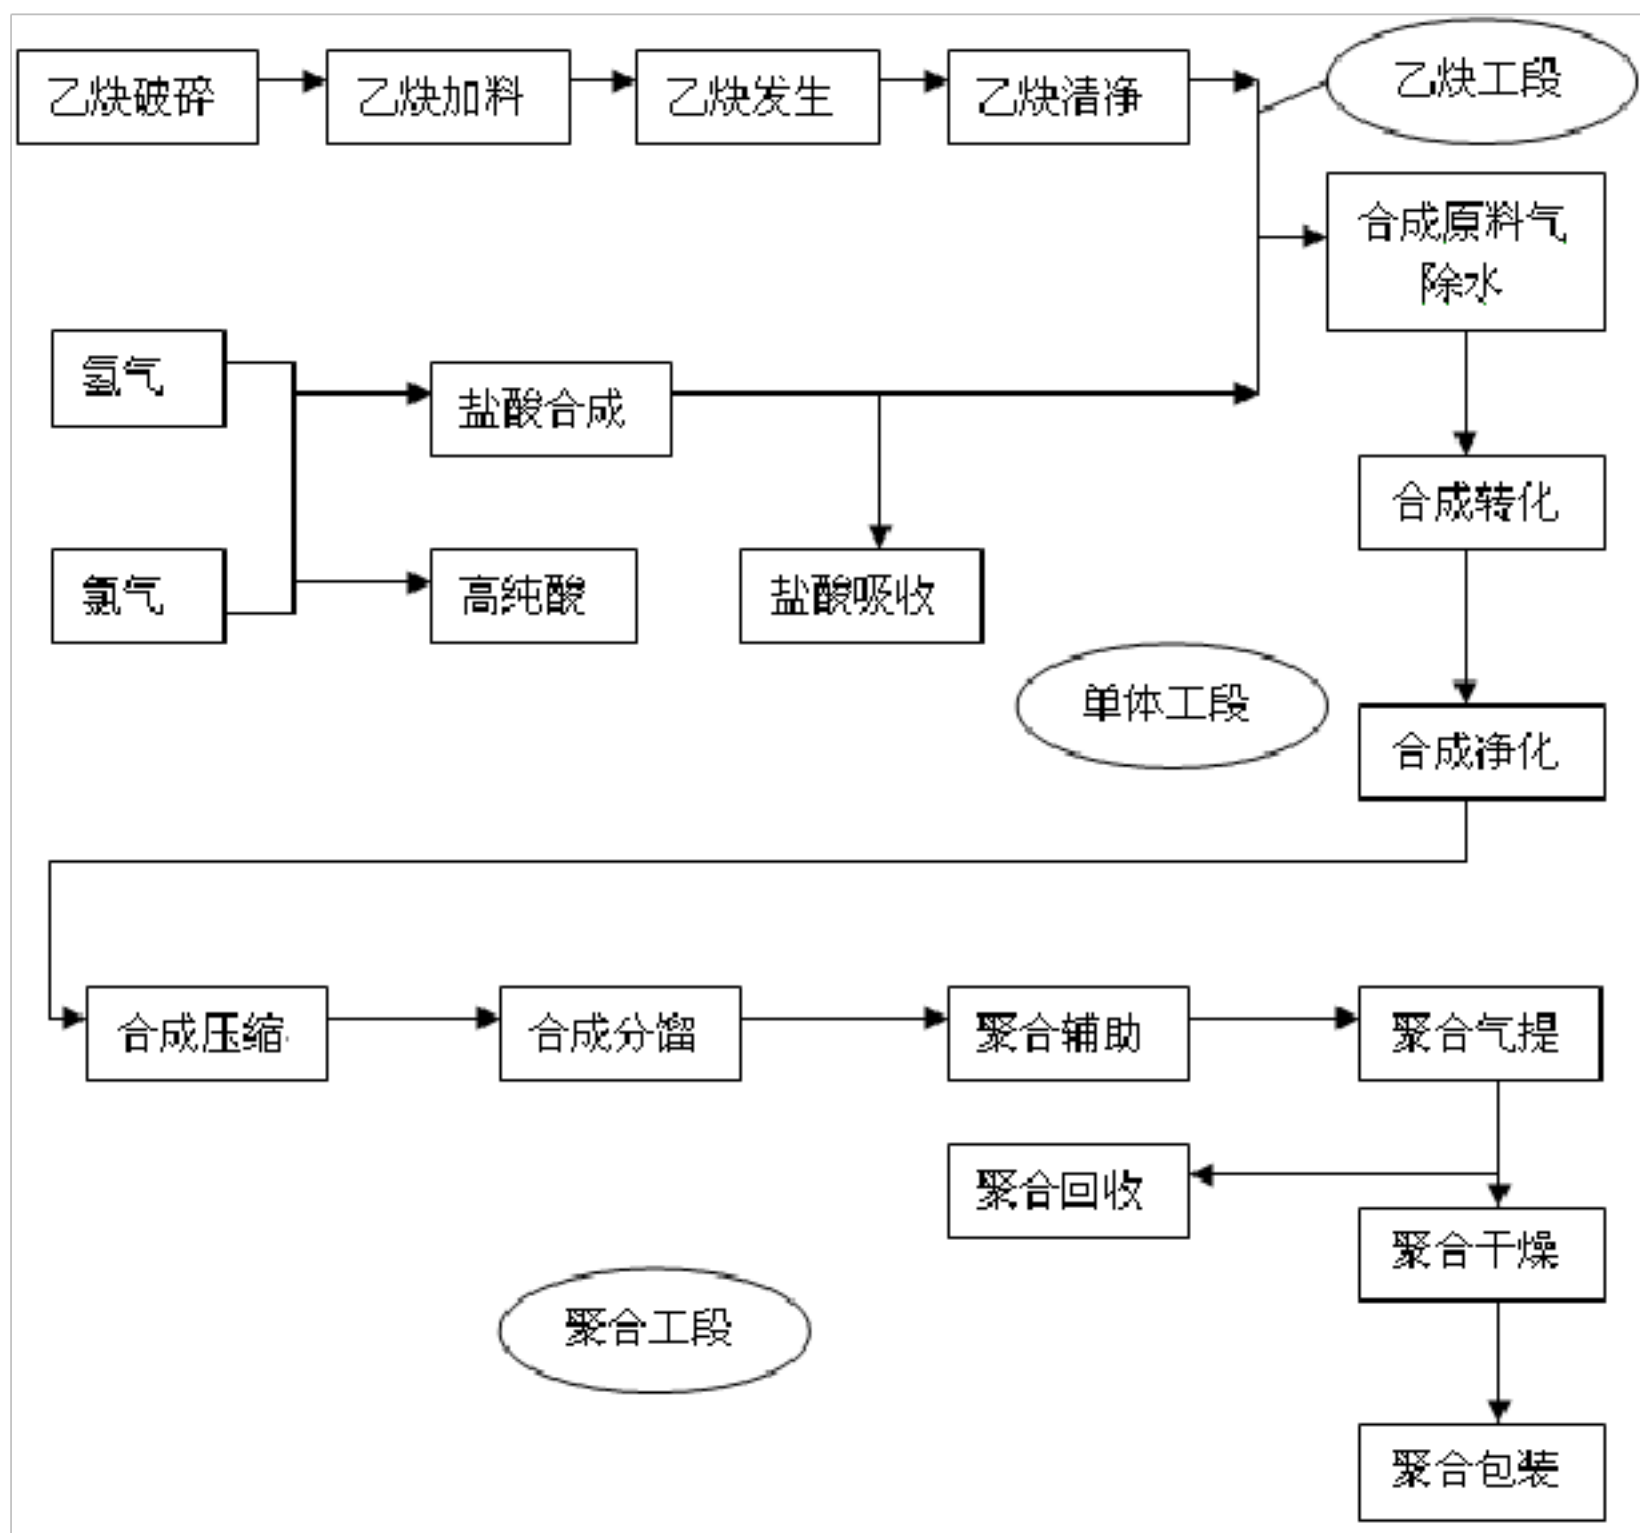 乙炔破碎
乙炔加料
乙炔发生
乙炔清净
乙炔工段
合成原料气
除水
氢气
盐酸合成
氯气
高纯酸
盐酸吸收
合成转化
单体工段
合成净化
合成压缩
合成分馏
聚合辅助
聚合气提
聚合回收
聚合干燥
聚合工段
聚合包装